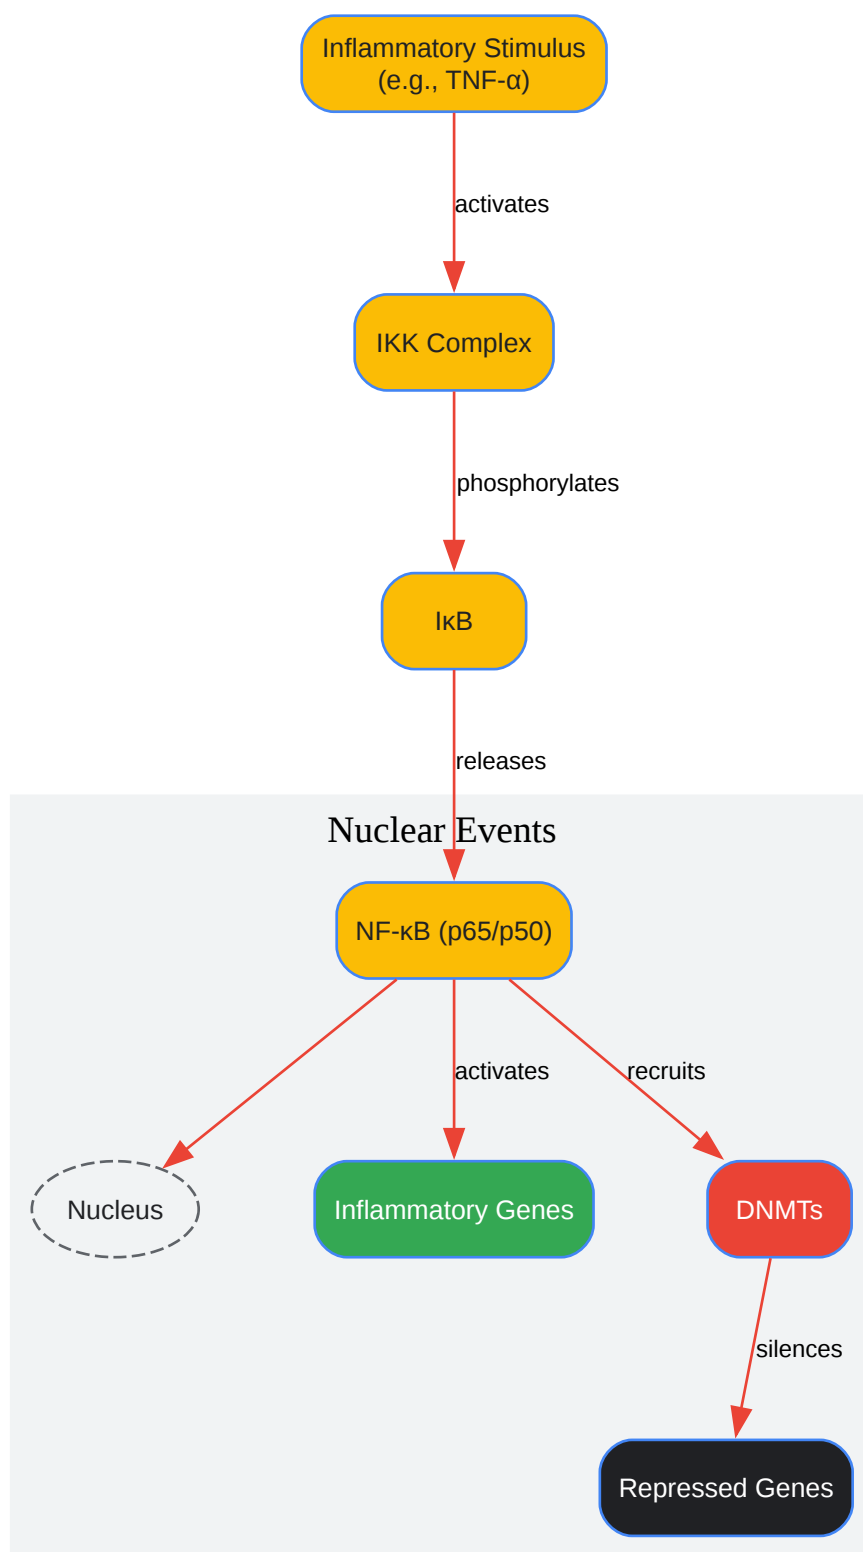 Inflammatory Stimulus
(e.g., TNF-α)
activates
IKK Complex
phosphorylates
IκB
releases
Nuclear Events
NF-κB (p65/p50)
activates
recruits
Nucleus
Inflammatory Genes
DNMTs
silences
Repressed Genes